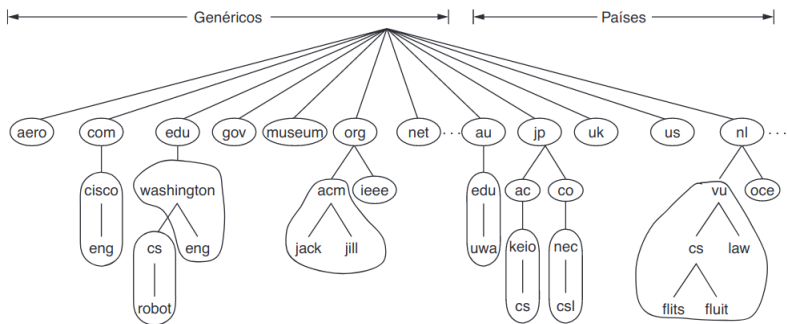 Genéricos Países
aero com edu gov museum org net ··· au jp uk us nl ···
cisco washington acm ieee edu ac co vu oce
eng cs eng jack jill uwa keio nec cs law
robot cs csl flits fluit